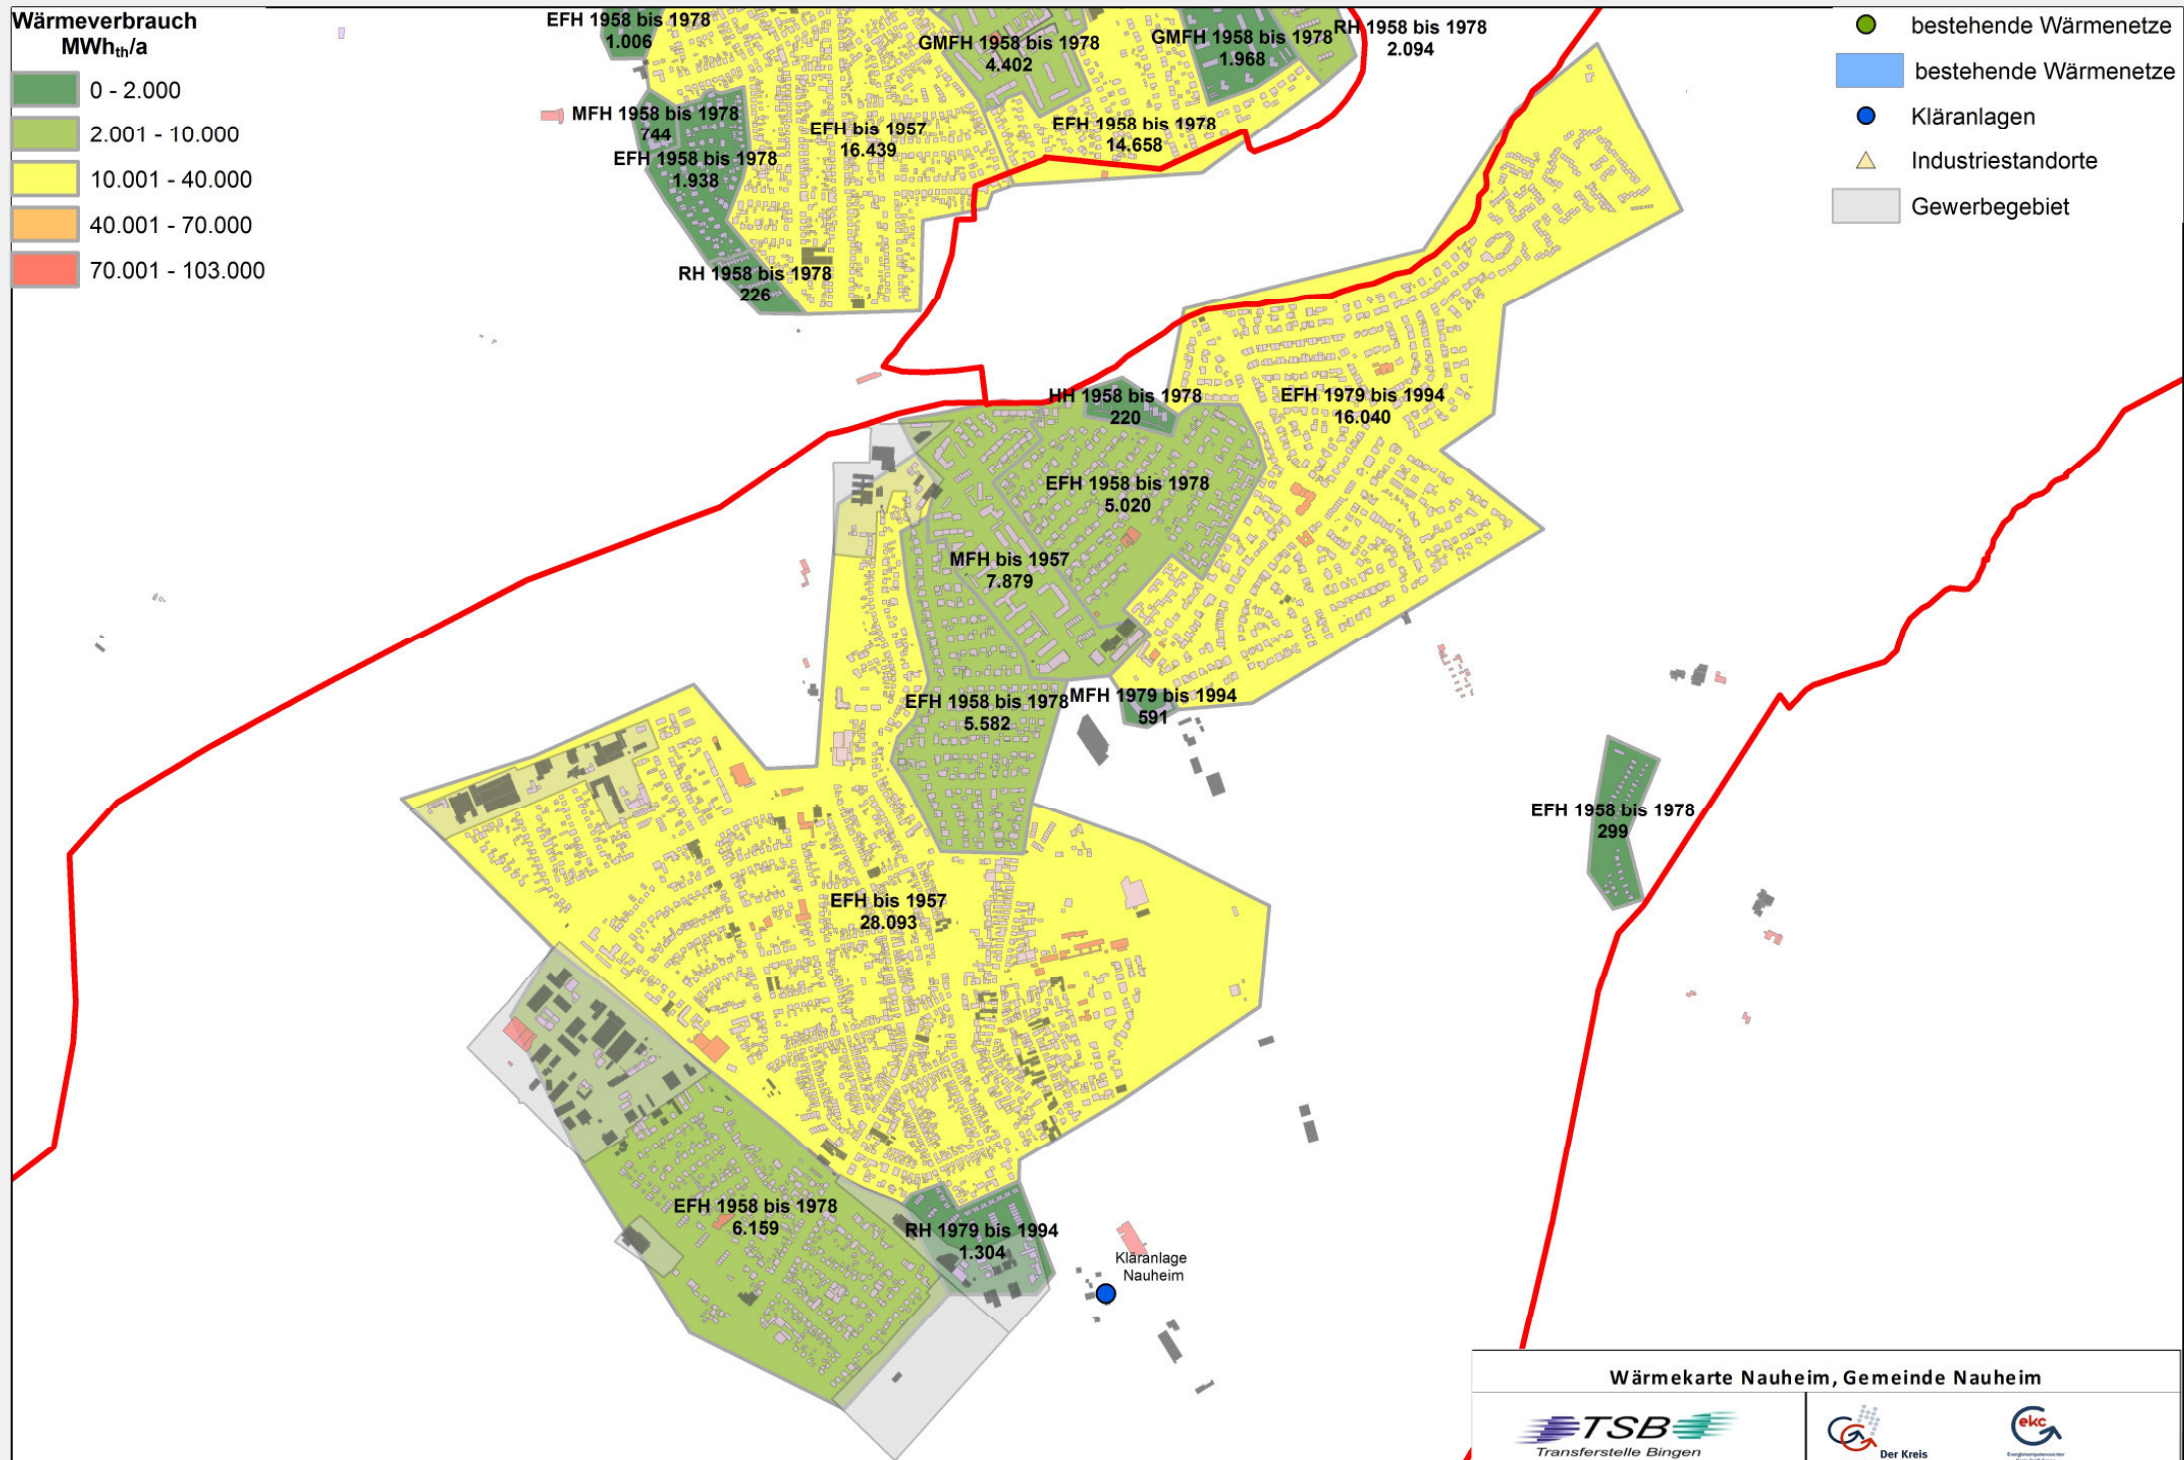 Wärmeverbrauch
MWhth/a
0 - 2.000
2.001 - 10.000
10.001 - 40.000
40.001 - 70.000
70.001 - 103.000
bestehende Wärmenetze
bestehende Wärmenetze
Kläranlagen
Industriestandorte
Gewerbegebiet
EFH 1958 bis 1978
1.006
GMFH 1958 bis 1978
4.402
GMFH 1958 bis 1978
1.968
RH 1958 bis 1978
2.094
MFH 1958 bis 1978
744
EFH 1958 bis 1978
1.938
EFH bis 1957
16.439
EFH 1958 bis 1978
14.658
RH 1958 bis 1978
226
HH 1958 bis 1978
220
EFH 1979 bis 1994
16.040
EFH 1958 bis 1978
5.020
MFH bis 1957
7.879
EFH 1958 bis 1978
5.582
MFH 1979 bis 1994
591
EFH 1958 bis 1978
299
EFH bis 1957
28.093
EFH 1958 bis 1978
6.159
RH 1979 bis 1994
1.304
Kläranlage
Nauheim
Wärmekarte Nauheim, Gemeinde Nauheim
TSB
Transferstelle Bingen
Der Kreis
ekc